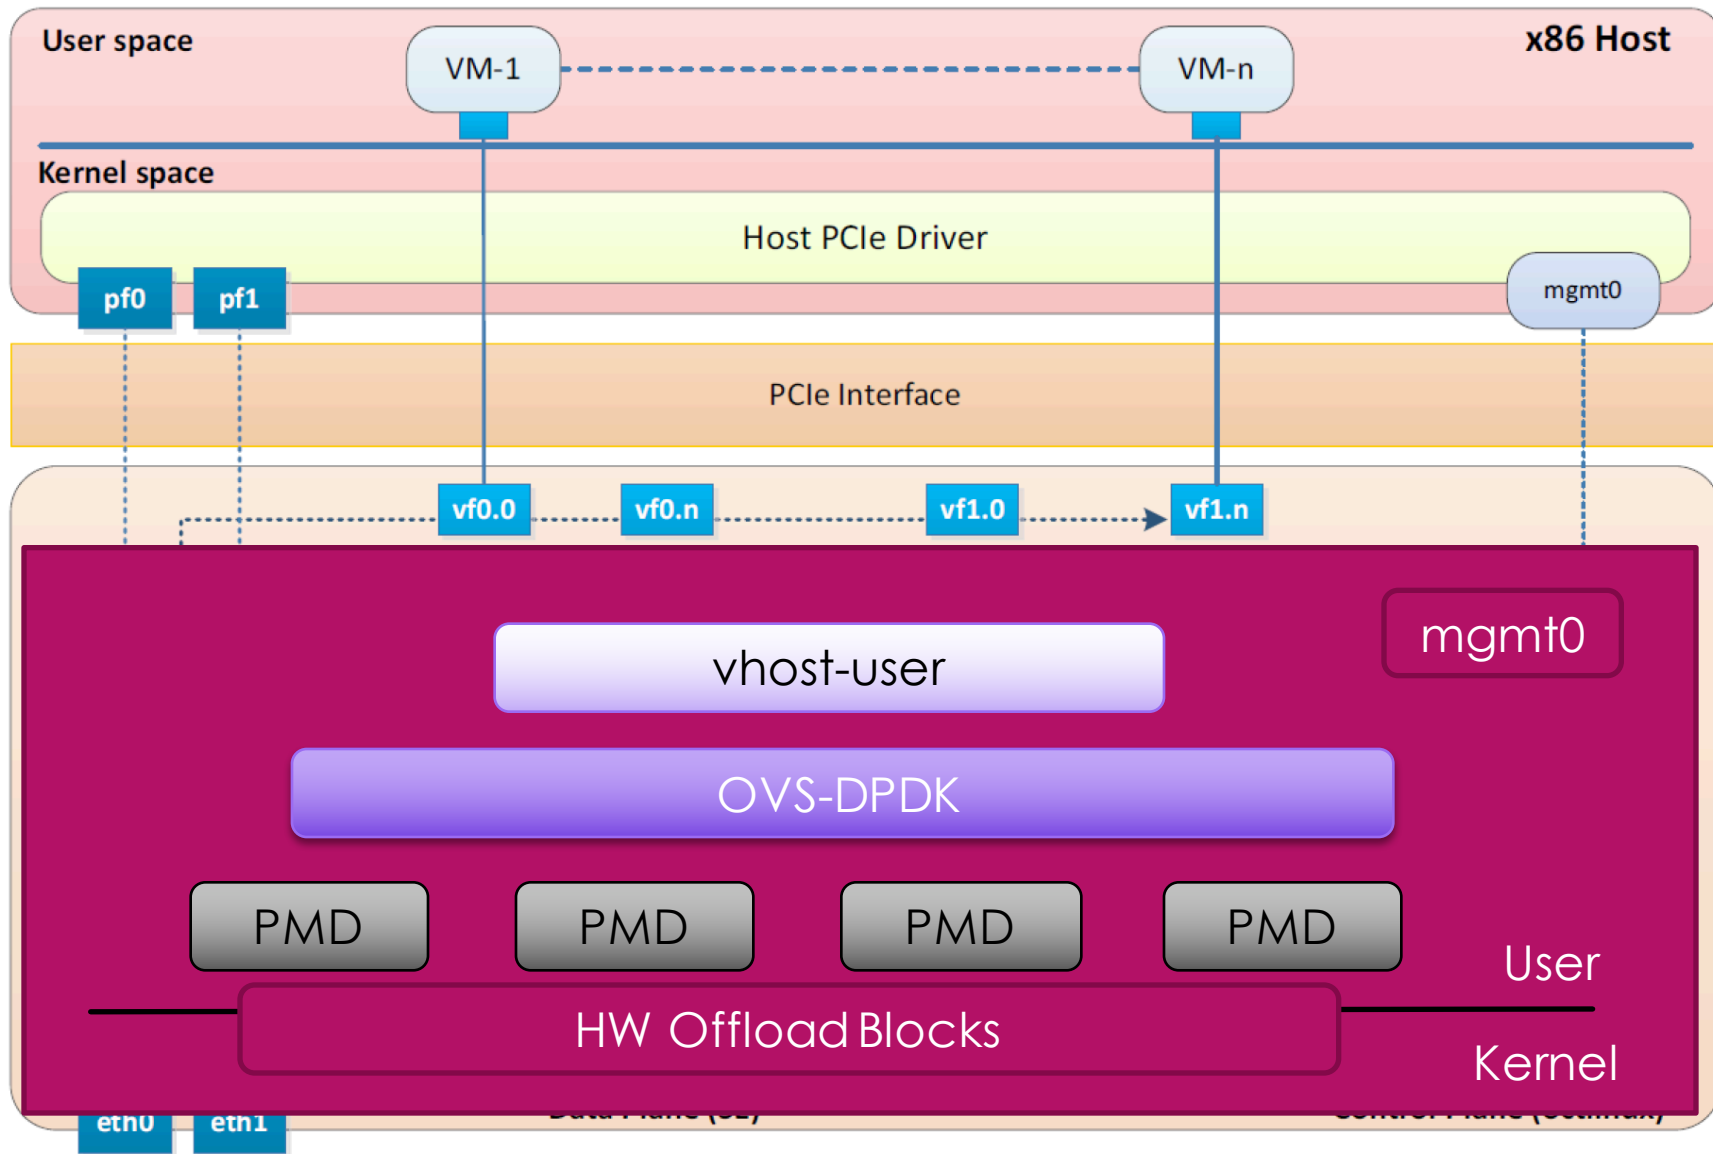 User space
x86 Host
VM-1
VM-n
Kernel space
Host PCIe Driver
pf0
pf1
mgmt0
PCIe Interface
vf0.0
vf0.n
vf1.0
vf1.n
mgmt0
vhost-user
OVS-DPDK
PMD
PMD
PMD
PMD
User
HW Offload Blocks
Kernel
eth0
eth1